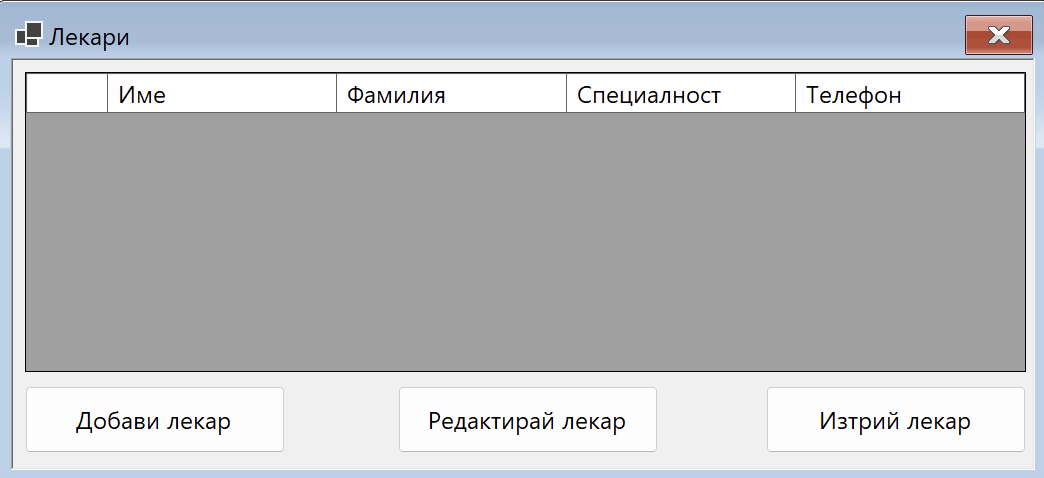 Лекари
Име Фамилия Специалност Телефон
Добави лекар Редактирай лекар Изтрий лекар